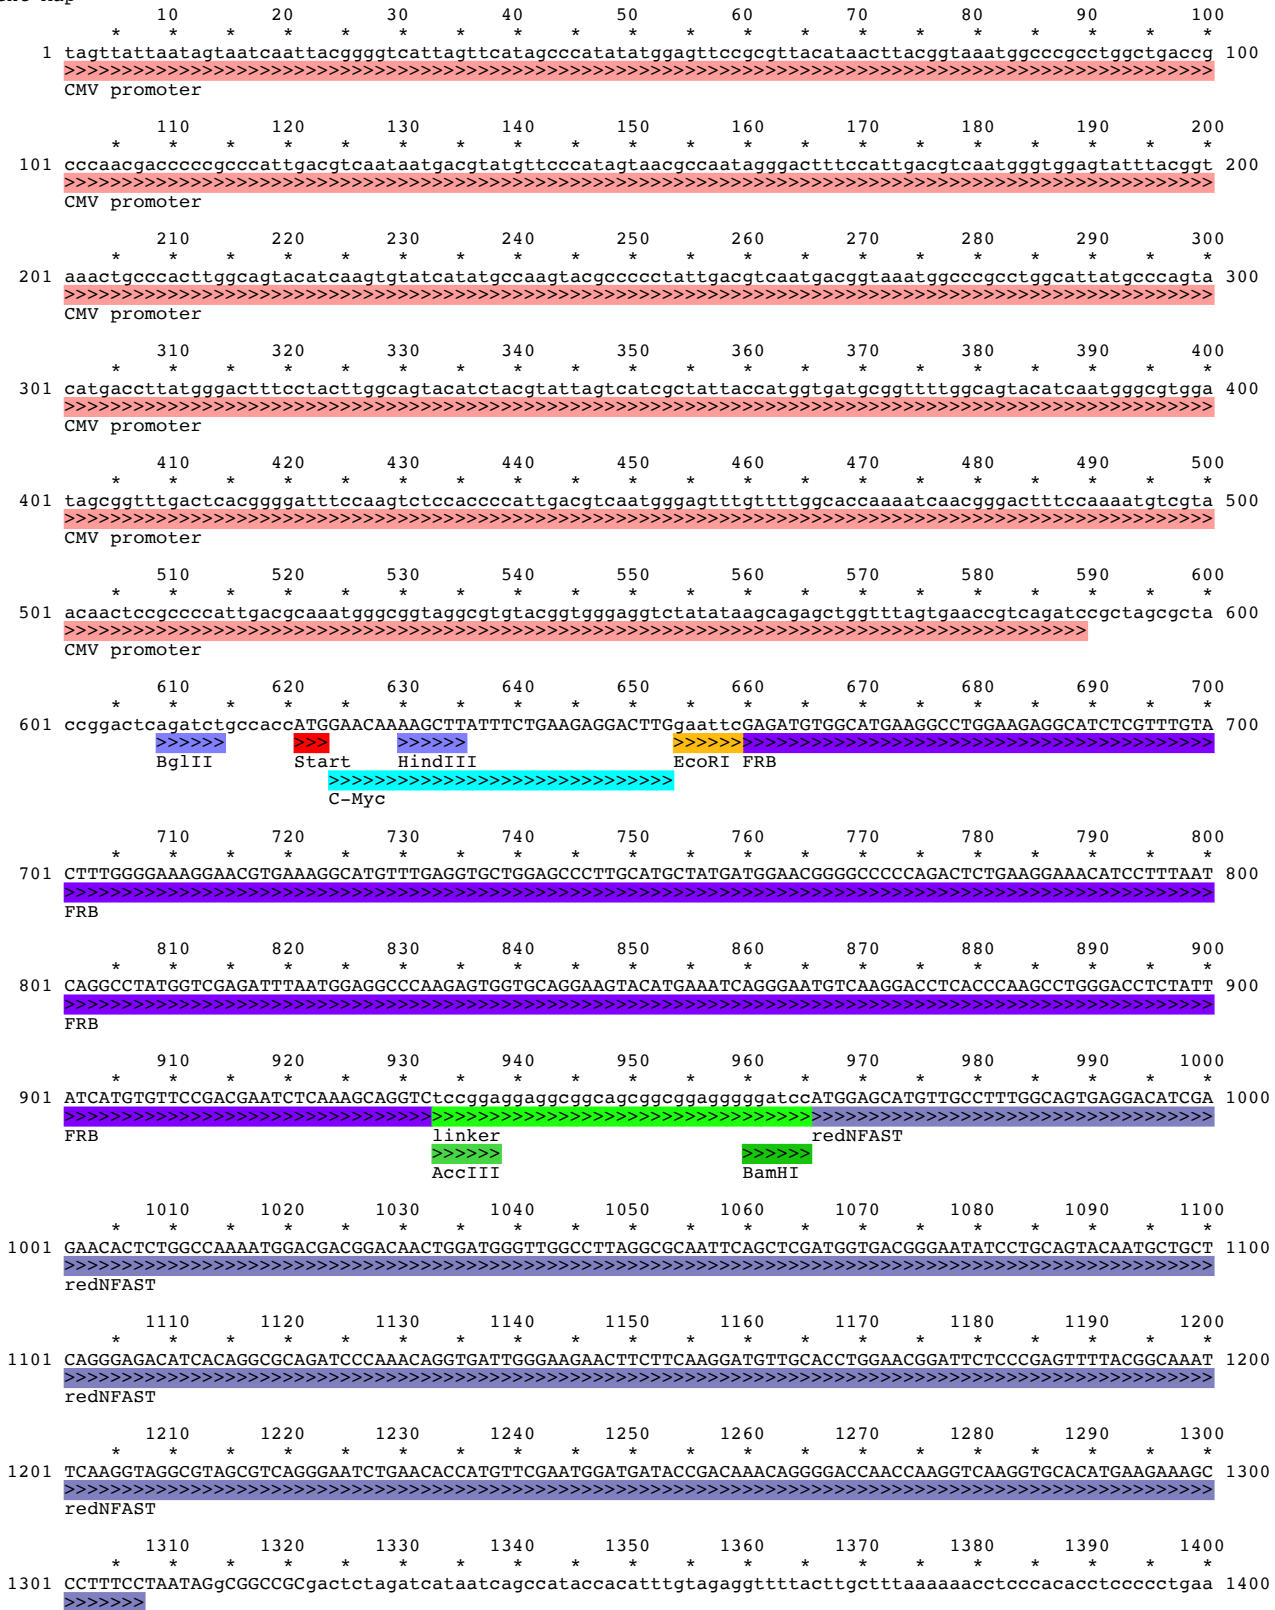 10 20 30 40 50 60 70 80 90 100
1 tagttattaatagtaatcaattacggggtcattagttcatagcccatatatggagttccgcgttacataacttacggtaaatggcccgcctggctgaccg 100
CMV promoter
110 120 130 140 150 160 170 180 190 200
101 cccaacgacccccgcccattgacgtcaataatgacgtatgttcccatagtaacgccaatagggactttccattgacgtcaatgggtggagtatttacggt 200
CMV promoter
210 220 230 240 250 260 270 280 290 300
201 aaactgcccacttggcagtacatcaagtgtatcatatgccaagtacgccccctattgacgtcaatgacggtaaatggcccgcctggcattatgcccagta 300
CMV promoter
310 320 330 340 350 360 370 380 390 400
301 catgaccttatgggactttcctacttggcagtacatctacgtattagtcatcgctattaccatggtgatgcggttttggcagtacatcaatgggcgtgga 400
CMV promoter
410 420 430 440 450 460 470 480 490 500
401 tagcggtttgactcacggggatttccaagtctccaccccattgacgtcaatgggagtttgttttggcaccaaaatcaacgggactttccaaaatgtcgta 500
CMV promoter
510 520 530 540 550 560 570 580 590 600
501 acaactccgccccattgacgcaaatgggcggtaggcgtgtacggtgggaggtctatataagcagagctggtttagtgaaccgtcagatccgctagcgcta 600
CMV promoter
610 620 630 640 650 660 670 680 690 700
601 ccggactcagatctgccaccATGGAACAAAAGCTTATTTCTGAAGAGGACTTGgaattcGAGATGTGGCATGAAGGCCTGGAAGAGGCATCTCGTTTGTA 700
BglII Start HindIII EcoRI FRB
C-Myc
710 720 730 740 750 760 770 780 790 800
701 CTTTGGGGAAAGGAACGTGAAAGGCATGTTTGAGGTGCTGGAGCCCTTGCATGCTATGATGGAACGGGGCCCCCAGACTCTGAAGGAAACATCCTTTAAT 800
FRB
810 820 830 840 850 860 870 880 890 900
801 CAGGCCTATGGTCGAGATTTAATGGAGGCCCAAGAGTGGTGCAGGAAGTACATGAAATCAGGGAATGTCAAGGACCTCACCCAAGCCTGGGACCTCTATT 900
FRB
910 920 930 940 950 960 970 980 990 1000
901 ATCATGTGTTCCGACGAATCTCAAAGCAGGTCtccggaggaggcggcagcggcggagggggatccATGGAGCATGTTGCCTTTGGCAGTGAGGACATCGA 1000
FRB linker redNFAST
AccIII BamHI
1010 1020 1030 1040 1050 1060 1070 1080 1090 1100
1001 GAACACTCTGGCCAAAATGGACGACGGACAACTGGATGGGTTGGCCTTAGGCGCAATTCAGCTCGATGGTGACGGGAATATCCTGCAGTACAATGCTGCT 1100
redNFAST
1110 1120 1130 1140 1150 1160 1170 1180 1190 1200
1101 CAGGGAGACATCACAGGCGCAGATCCCAAACAGGTGATTGGGAAGAACTTCTTCAAGGATGTTGCACCTGGAACGGATTCTCCCGAGTTTTACGGCAAAT 1200
redNFAST
1210 1220 1230 1240 1250 1260 1270 1280 1290 1300
1201 TCAAGGTAGGCGTAGCGTCAGGGAATCTGAACACCATGTTCGAATGGATGATACCGACAAACAGGGGACCAACCAAGGTCAAGGTGCACATGAAGAAAGC 1300
redNFAST
1310 1320 1330 1340 1350 1360 1370 1380 1390 1400
1301 CCTTTCCTAATAGgCGGCCGCgactctagatcataatcagccataccacatttgtagaggttttacttgctttaaaaaacctcccacacctccccctgaa 1400